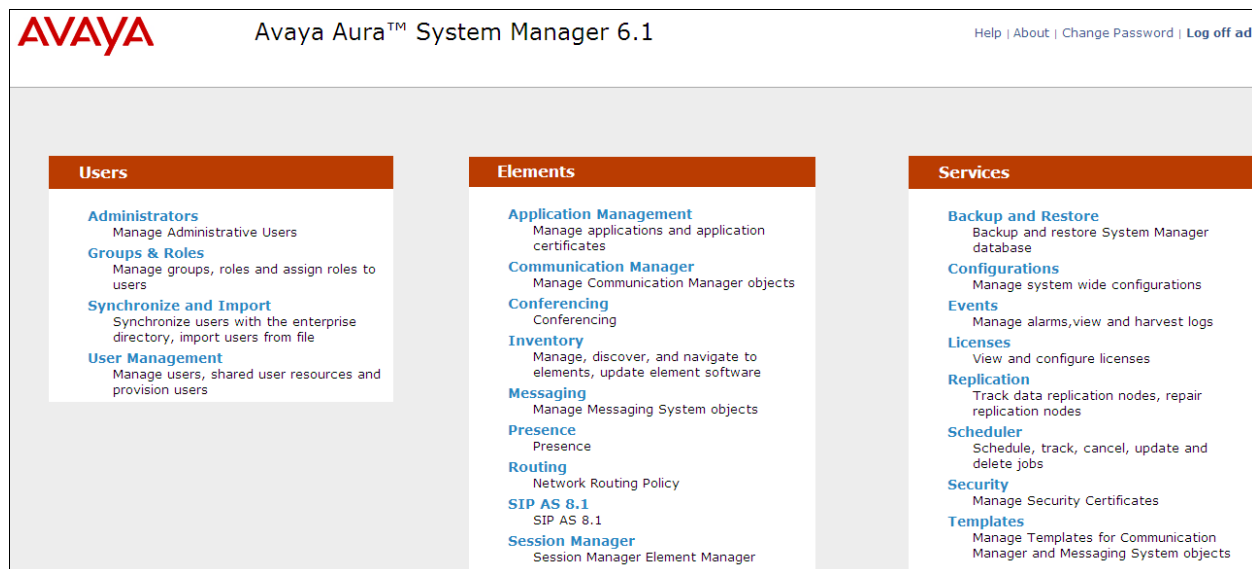 AVAYA
Avaya Aura™ System Manager 6.1
Help | About | Change Password | Log off ad
Users
Administrators
Manage Administrative Users
Groups & Roles
Manage groups, roles and assign roles to
users
Synchronize and Import
Synchronize users with the enterprise
directory, import users from file
User Management
Manage users, shared user resources and
provision users
Elements
Application Management
Manage applications and application
certificates
Communication Manager
Manage Communication Manager objects
Conferencing
Conferencing
Inventory
Manage, discover, and navigate to
elements, update element software
Messaging
Manage Messaging System objects
Presence
Presence
Routing
Network Routing Policy
SIP AS 8.1
SIP AS 8.1
Session Manager
Session Manager Element Manager
Services
Backup and Restore
Backup and restore System Manager
database
Configurations
Manage system wide configurations
Events
Manage alarms,view and harvest logs
Licenses
View and configure licenses
Replication
Track data replication nodes, repair
replication nodes
Scheduler
Schedule, track, cancel, update and
delete jobs
Security
Manage Security Certificates
Templates
Manage Templates for Communication
Manager and Messaging System objects